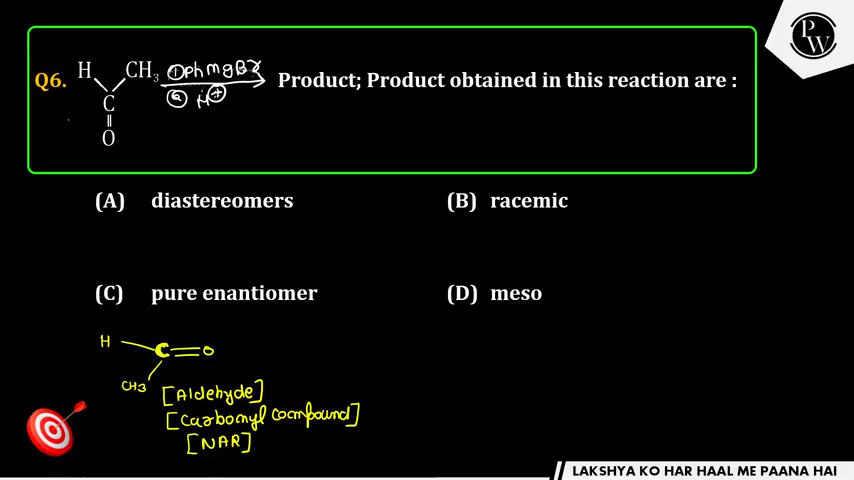 Q6. H CH3 ① PhMgBr Product; Product obtained in this reaction are :
② H⊕
C
O
(A) diastereomers (B) racemic
(C) pure enantiomer (D) meso
H C=O
CH3
[Aldehyde]
[Carbonyl compound]
[NAR]
PW
LAKSHYA KO HAR HAAL ME PAANA HAI